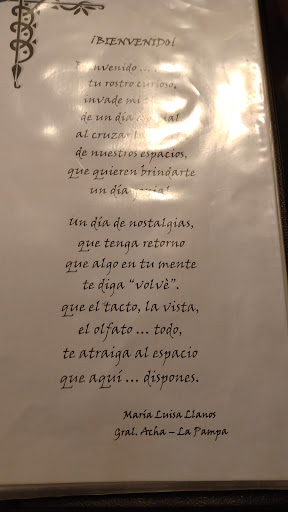 ¡BIENVENIDO!
tu rostro curioso,
invade mi
de un día
al cruzar
de nuestros espacios,
que quieren brindarte
un día
Un día de nostalgias,
que tenga retorno
que algo en tu mente
te diga “volvè”.
que el tacto, la vista,
el olfato ... todo,
te atraiga al espacio
que aquí ... dispones.
María Luisa Llanos
Gral. Acha – La Pampa